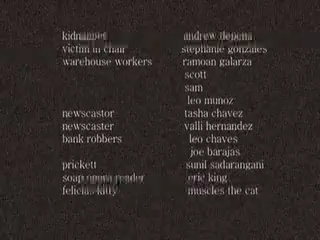 kidnapper andrew depena
victim in chair stephanie gonzales
warehouse workers ramoan galarza
scott
sam
leo munoz
newscastor tasha chavez
newscaster valli hernandez
bank robbers leo chaves
joe barajas
prickett sunil sadarangani
soap opera reader eric king
felicias kitty muscles the cat